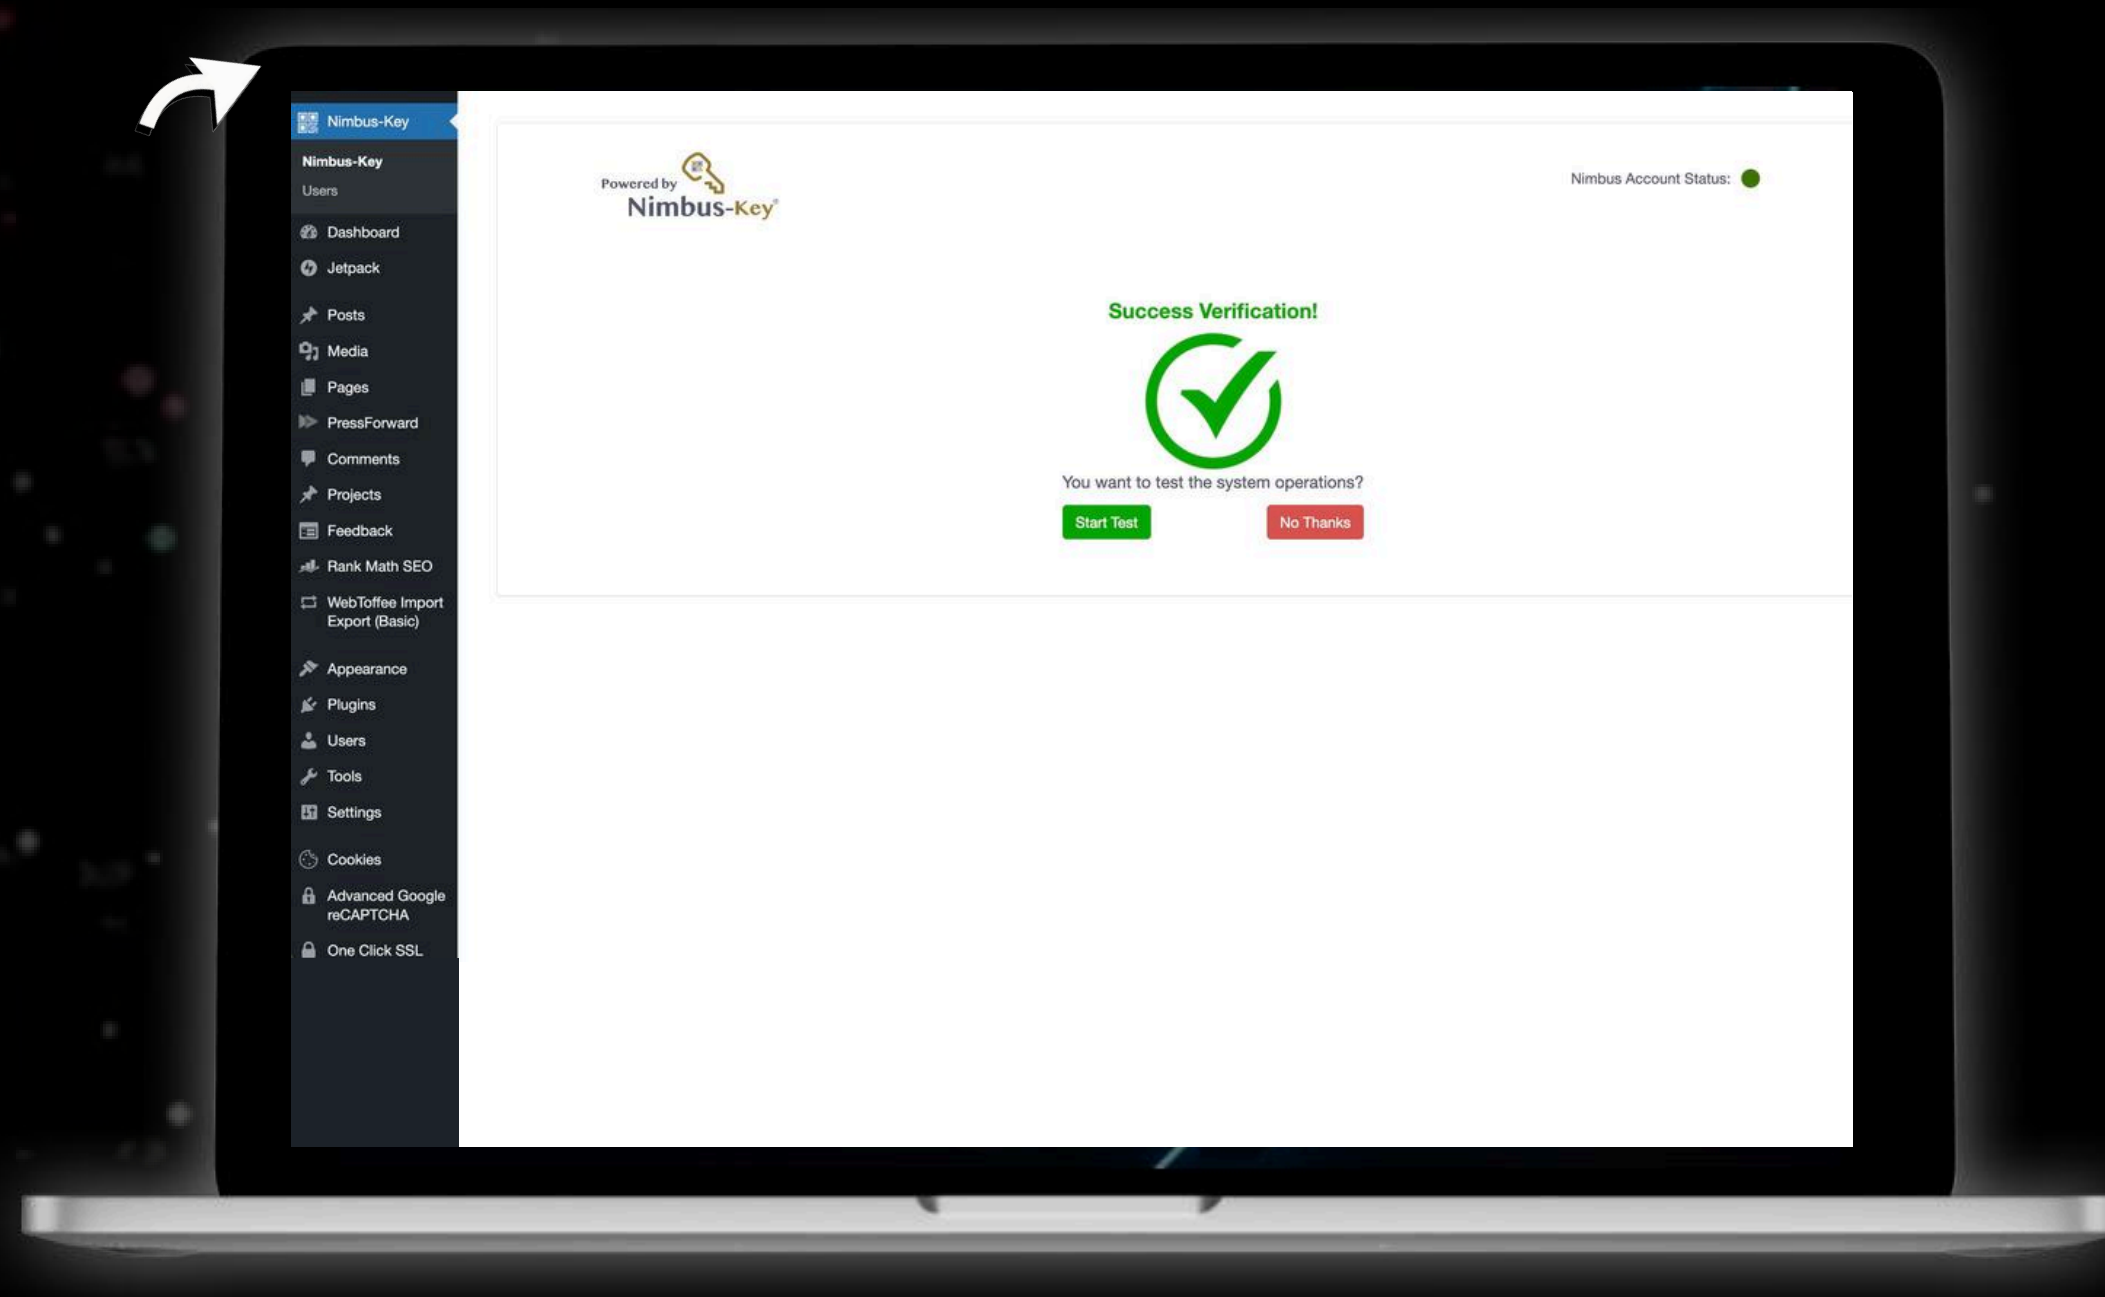 Nimbus-Key
Nimbus-Key
Users
Dashboard
Jetpack
Posts
Media
Pages
PressForward
Comments
Projects
Feedback
Rank Math SEO
WebToffee Import
Export (Basic)
Appearance
Plugins
Users
Tools
Settings
Cookies
Advanced Google
reCAPTCHA
One Click SSL
Powered by
Nimbus-Key®
Nimbus Account Status:
Success Verification!
You want to test the system operations?
Start Test
No Thanks